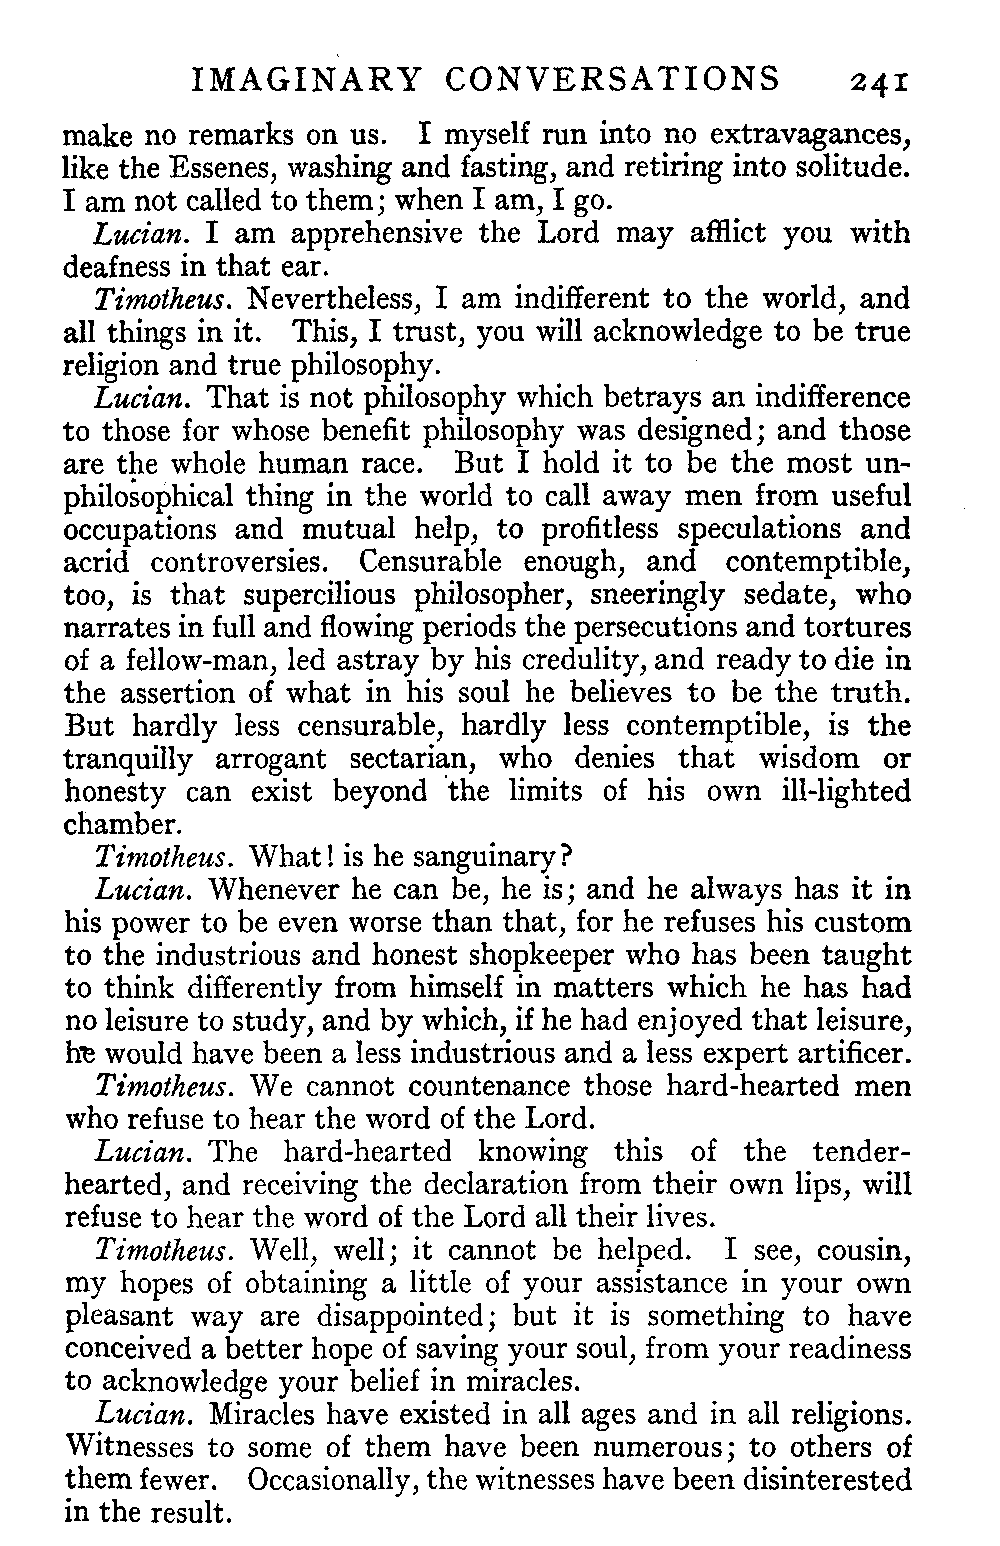 IMAGINARY CONVERSATIONS 241
make no remarks on us. I myself run into no extravagances,
like the Essenes, washing and fasting, and retiring into solitude.
I am not called to them; when I am, I go.
Lucian. I am apprehensive the Lord may afflict you with
deafness in that ear.
Timotheus. Nevertheless, I am indifferent to the world, and
all things in it. This, I trust, you will acknowledge to be true
religion and true philosophy.
Lucian. That is not philosophy which betrays an indifference
to those for whose benefit philosophy was designed; and those
are the whole human race. But I hold it to be the most un-
philosophical thing in the world to call away men from useful
occupations and mutual help, to profitless speculations and
acrid controversies. Censurable enough, and contemptible,
too, is that supercilious philosopher, sneeringly sedate, who
narrates in full and flowing periods the persecutions and tortures
of a fellow-man, led astray by his credulity, and ready to die in
the assertion of what in his soul he believes to be the truth.
But hardly less censurable, hardly less contemptible, is the
tranquilly arrogant sectarian, who denies that wisdom or
honesty can exist beyond the limits of his own ill-lighted
chamber.
Timotheus. What! is he sanguinary?
Lucian. Whenever he can be, he is; and he always has it in
his power to be even worse than that, for he refuses his custom
to the industrious and honest shopkeeper who has been taught
to think differently from himself in matters which he has had
no leisure to study, and by which, if he had enjoyed that leisure,
he would have been a less industrious and a less expert artificer.
Timotheus. We cannot countenance those hard-hearted men
who refuse to hear the word of the Lord.
Lucian. The hard-hearted knowing this of the tender-
hearted, and receiving the declaration from their own lips, will
refuse to hear the word of the Lord all their lives.
Timotheus. Well, well; it cannot be helped. I see, cousin,
my hopes of obtaining a little of your assistance in your own
pleasant way are disappointed; but it is something to have
conceived a better hope of saving your soul, from your readiness
to acknowledge your belief in miracles.
Lucian. Miracles have existed in all ages and in all religions.
Witnesses to some of them have been numerous; to others of
them fewer. Occasionally, the witnesses have been disinterested
in the result.